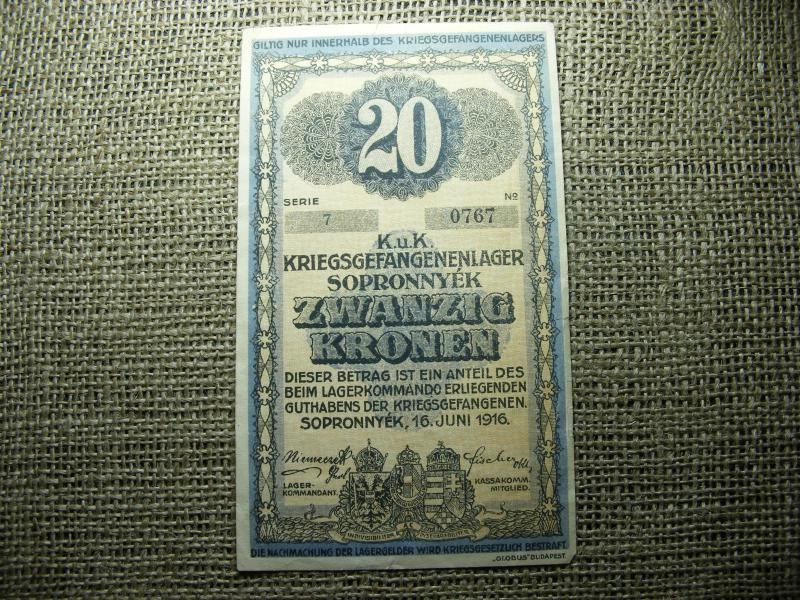 GILTIG NUR INNERHALB DES KRIEGSGEFANGENENLAGERS
20
SERIE No
7 0767
K.u.K.
KRIEGSGEFANGENENLAGER
SOPRONNYÉK
ZWANZIG
KRONEN
DIESER BETRAG IST EIN ANTEIL DES
BEIM LAGERKOMMANDO ERLIEGENDEN
GUTHABENS DER KRIEGSGEFANGENEN.
SOPRONNYÉK, 16. JUNI 1916.
Fischer
LAGER-
KOMMANDANT.
KASSAKOMM.
MITGLIED.
DIE NACHMACHUNG DER LAGERGELDER WIRD KRIEGSGESETZLICH BESTRAFT.
„GLOBUS" BUDAPEST.